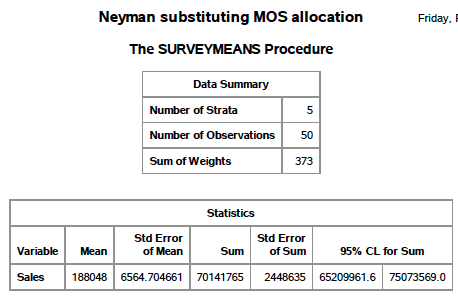 Neyman substituting MOS allocation
Friday, F
The SURVEYMEANS Procedure
Data Summary
Number of Strata 5
Number of Observations 50
Sum of Weights 373
Statistics
Variable Mean Std Error of Mean Sum Std Error of Sum 95% CL for Sum
Sales 188048 6564.704661 70141765 2448635 65209961.6 75073569.0